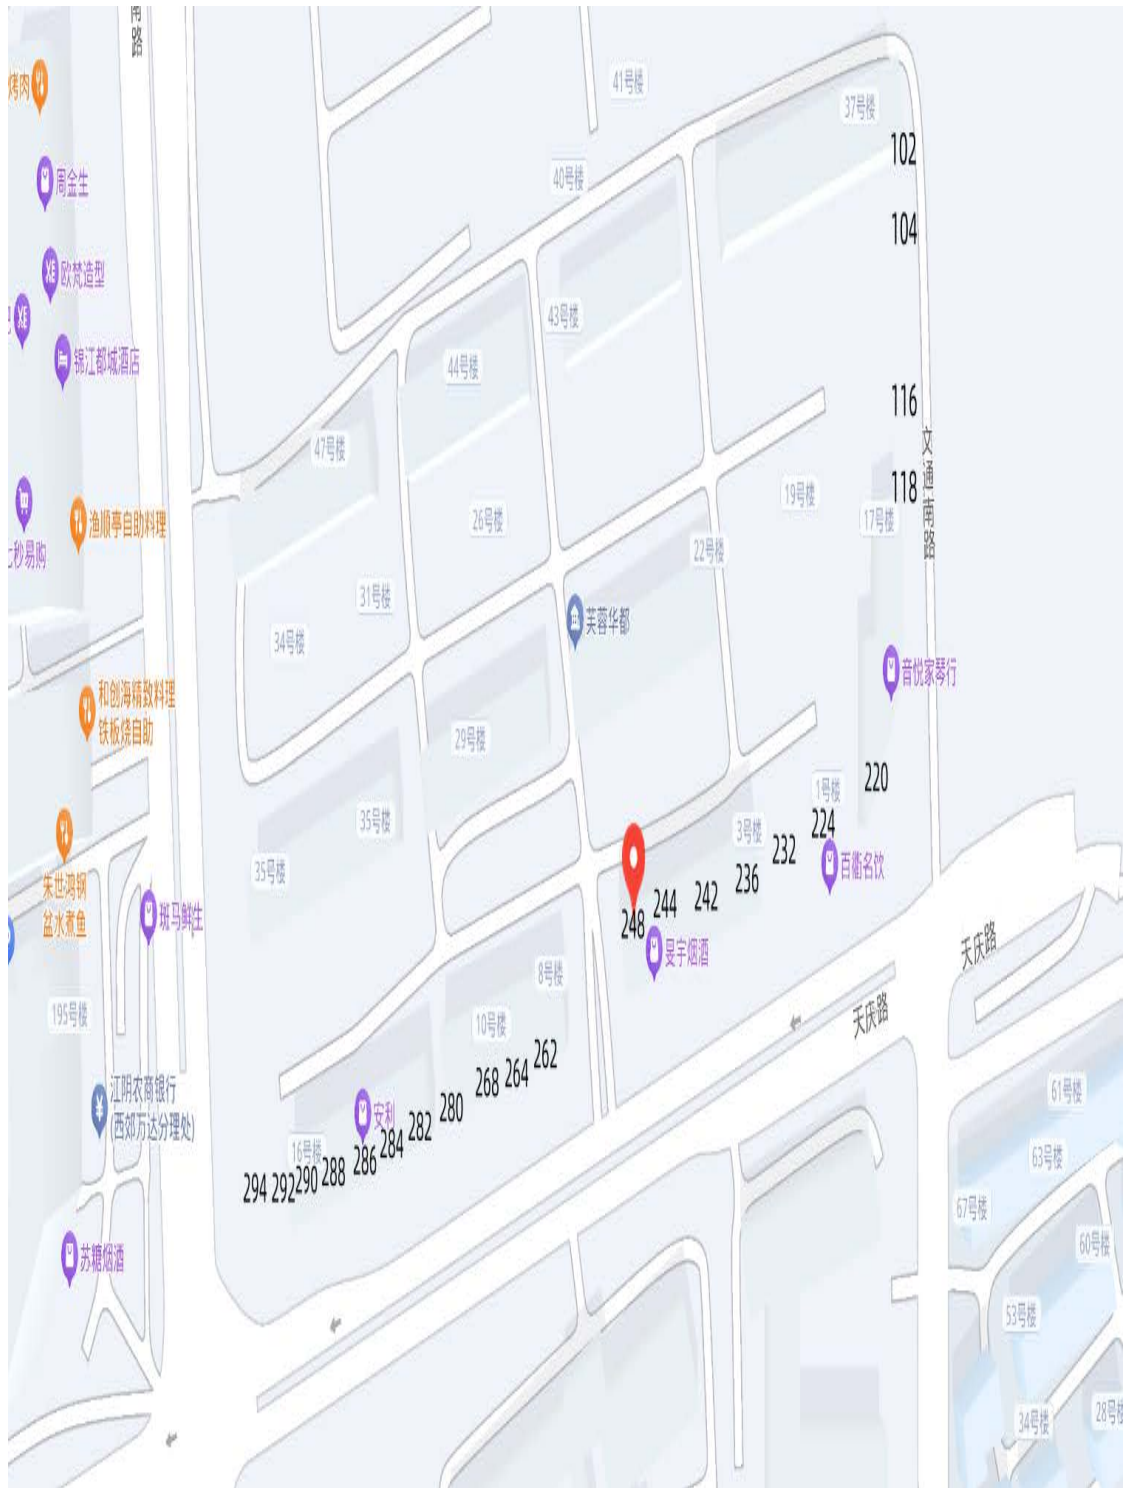 南
路
烤肉
41号楼
37号楼
102
40号楼
周金生
104
欧梵造型
43号楼
锦江都城酒店
44号楼
116
文
通
南
路
47号楼
118
19号楼
17号楼
26号楼
渔顺亭自助料理
七秒易购
22号楼
31号楼
芙蓉华都
34号楼
音悦家琴行
和创海精致料理
铁板烧自助
29号楼
220
1号楼
224
35号楼
3号楼
232
百衢名饮
35号楼
236
朱世鸿钢
盆水煮鱼
244
242
248
斑马鲜生
旻宇烟酒
天庆路
8号楼
195号楼
10号楼
天庆路
262
264
268
江阴农商银行
(西郊万达分理处)
61号楼
280
安利
282
284
16号楼
286
288
290
292
294
63号楼
67号楼
60号楼
苏糖烟酒
53号楼
34号楼
28号楼